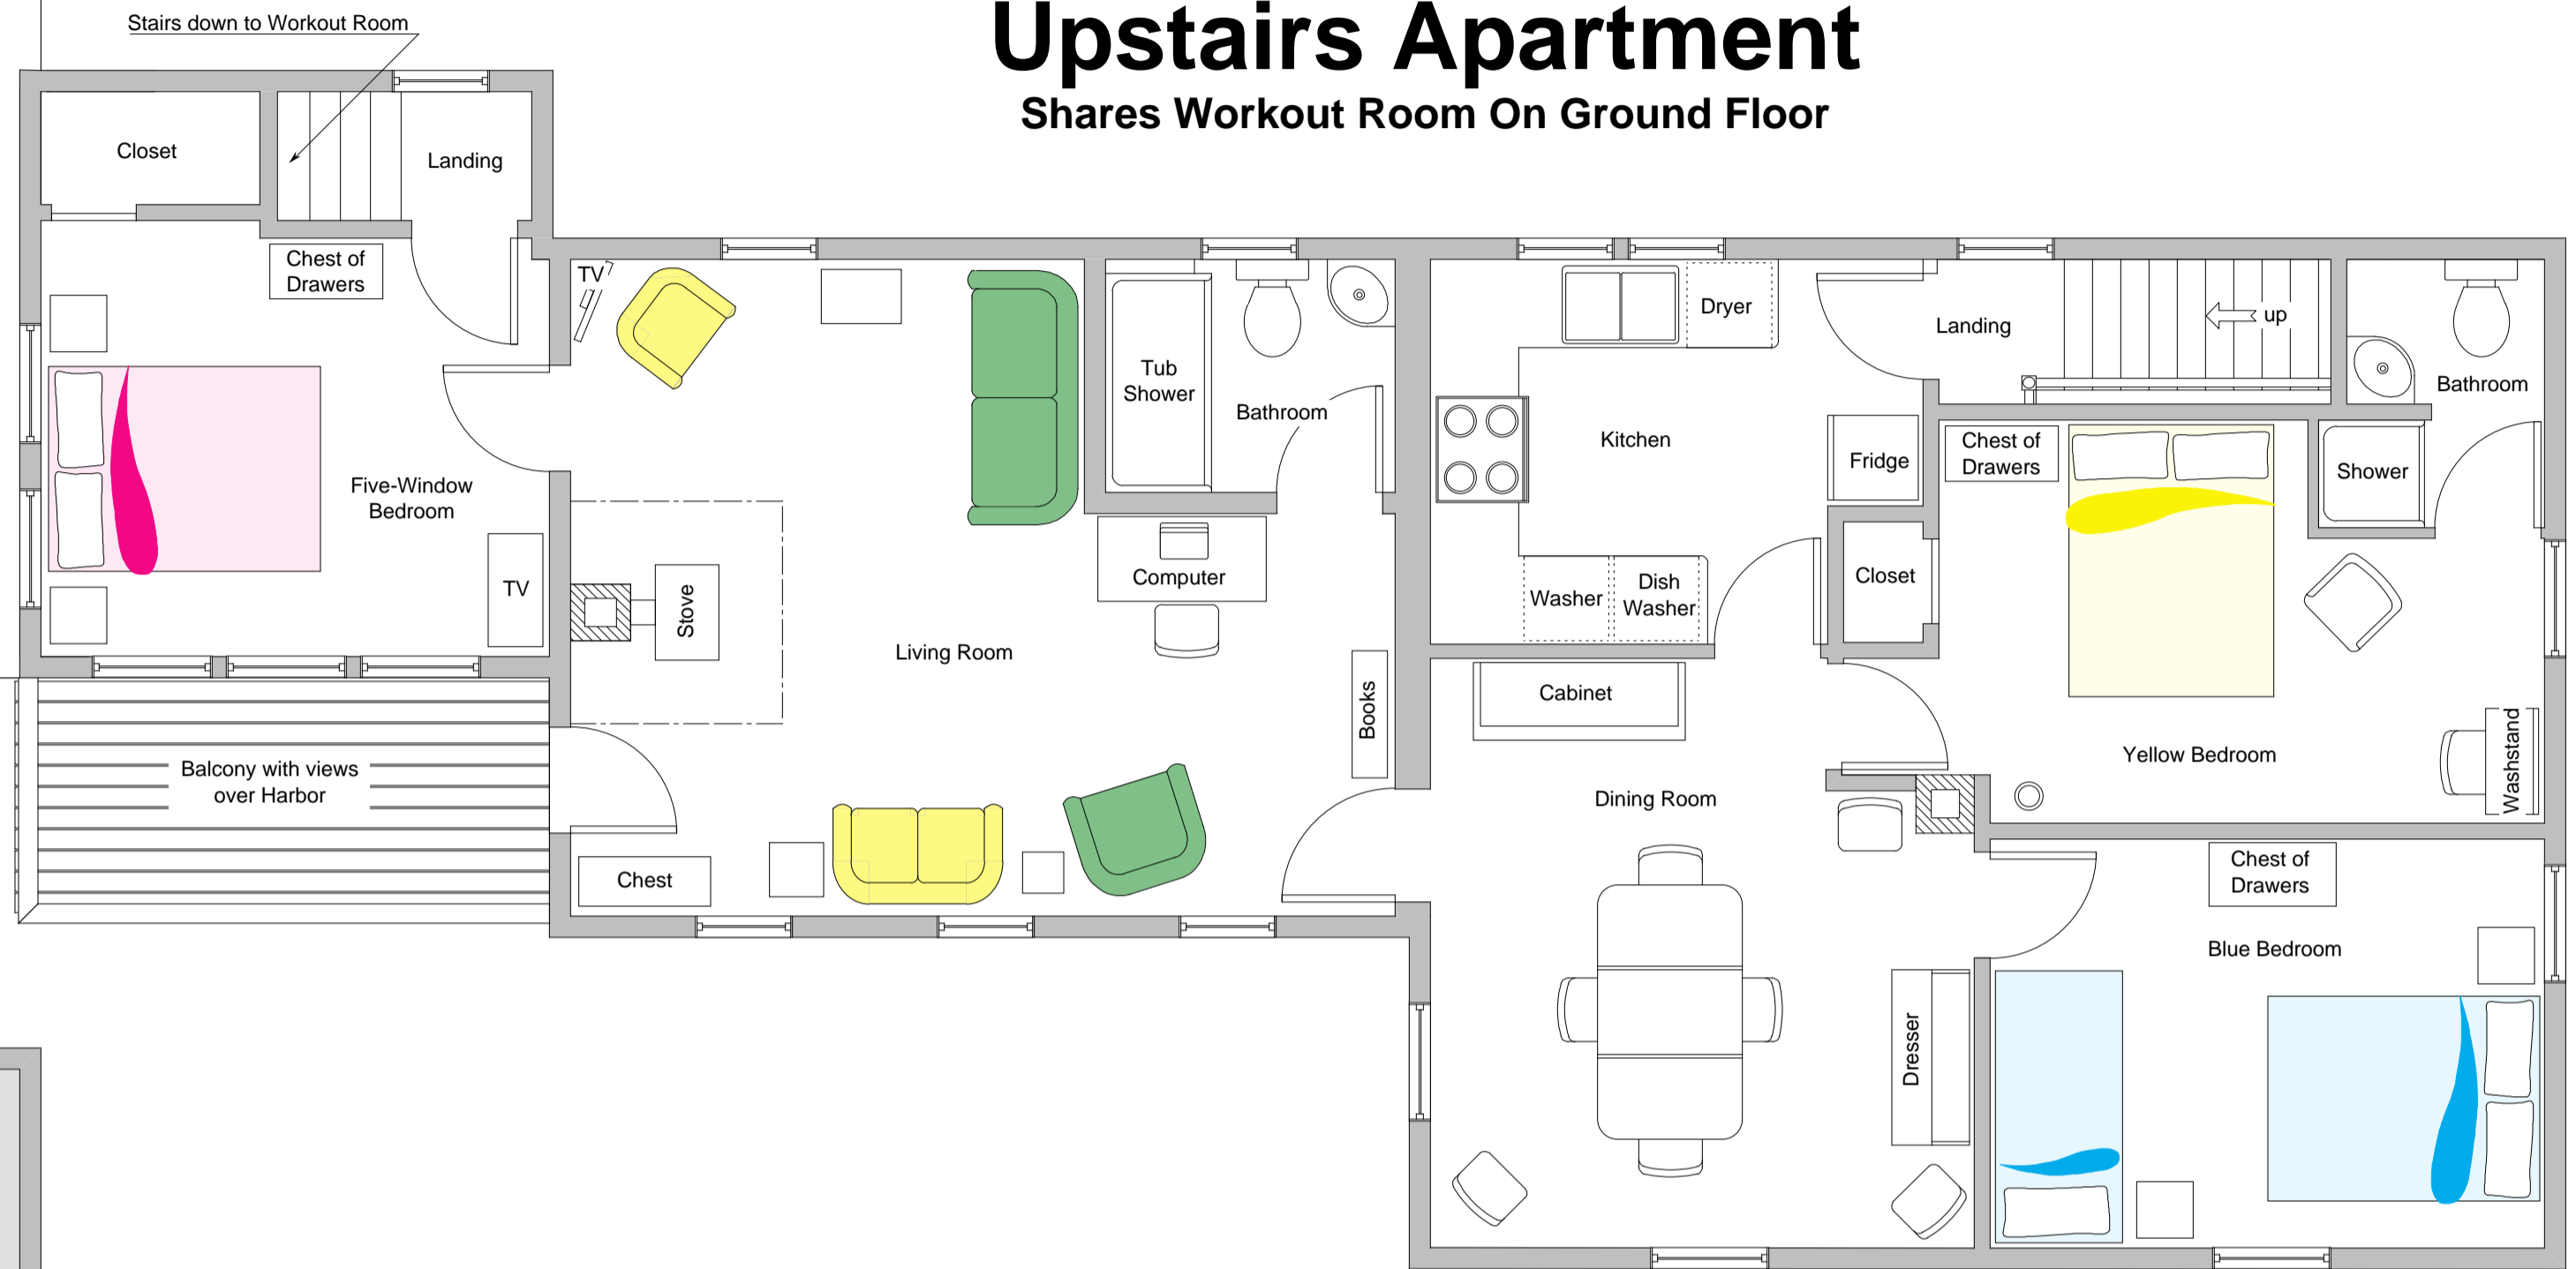 Stairs down to Workout Room
Upstairs Apartment
Shares Workout Room On Ground Floor
Closet
Landing
Chest of
Drawers
TV
Dryer
Landing
up
Tub
Shower
Bathroom
Bathroom
Kitchen
Fridge
Chest of
Drawers
Shower
Five-Window
Bedroom
TV
Stove
Computer
Washer
Dish
Washer
Closet
Living Room
Books
Cabinet
Yellow Bedroom
Washstand
Balcony with views
over Harbor
Dining Room
Chest
Chest of
Drawers
Blue Bedroom
Dresser